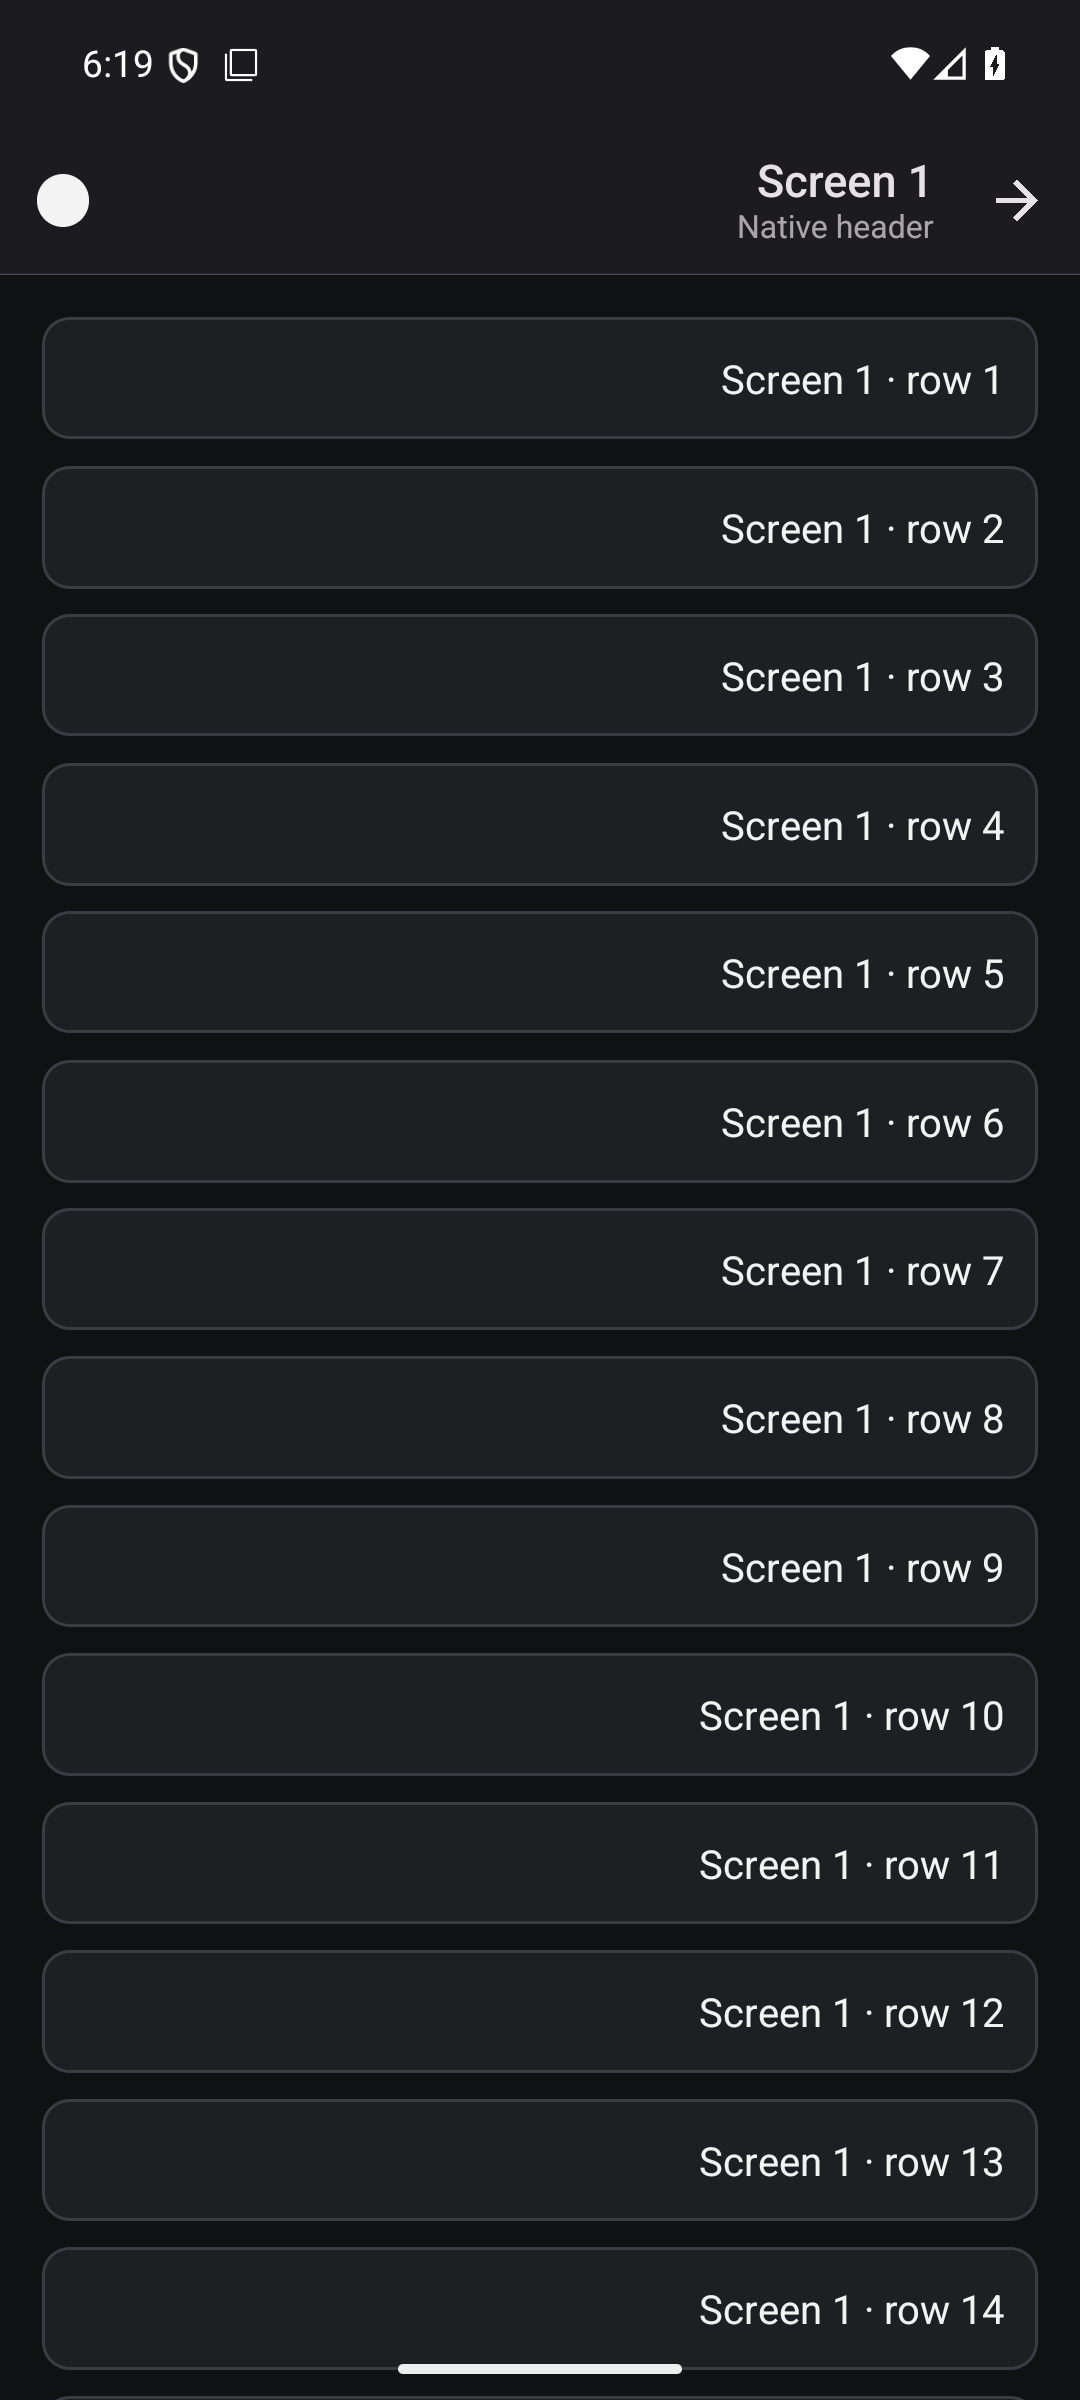 6:19
Screen 1
Native header
Screen 1 · row 1
Screen 1 · row 2
Screen 1 · row 3
Screen 1 · row 4
Screen 1 · row 5
Screen 1 · row 6
Screen 1 · row 7
Screen 1 · row 8
Screen 1 · row 9
Screen 1 · row 10
Screen 1 · row 11
Screen 1 · row 12
Screen 1 · row 13
Screen 1 · row 14